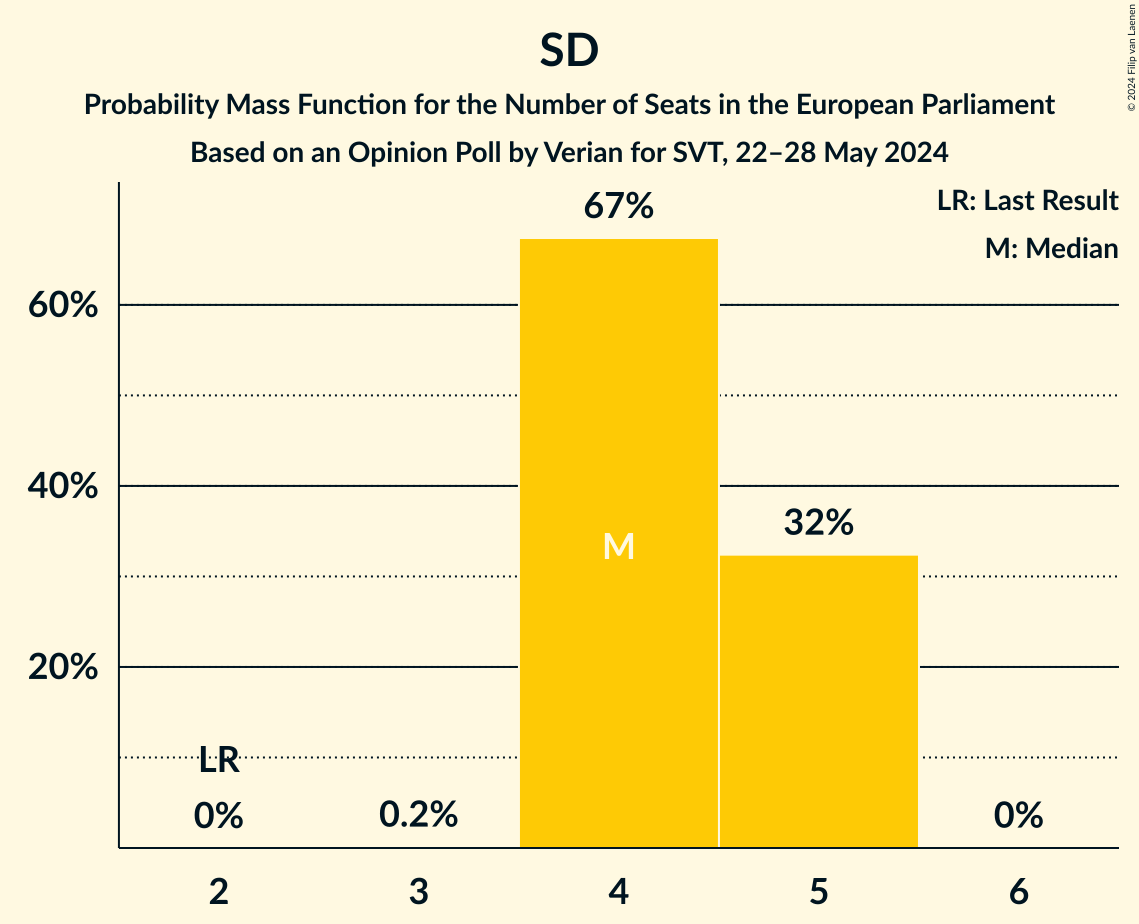 SD
Probability Mass Function for the Number of Seats in the European Parliament
Based on an Opinion Poll by Verian for SVT, 22–28 May 2024
© 2024 Filip van Laenen
LR: Last Result
M: Median
67%
60%
40%
32%
M
20%
LR
0%
0.2%
0%
2
3
4
5
6